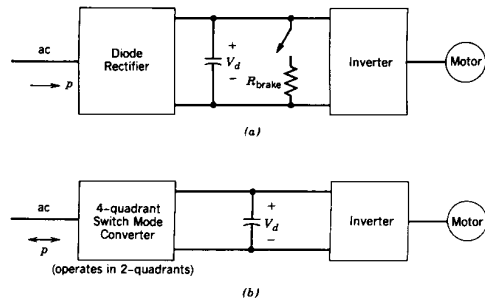 ac
p
Diode
Rectifier
+
V_d
−
R_brake
Inverter
Motor
(a)
ac
p
4-quadrant
Switch Mode
Converter
(operates in 2-quadrants)
+
V_d
−
Inverter
Motor
(b)